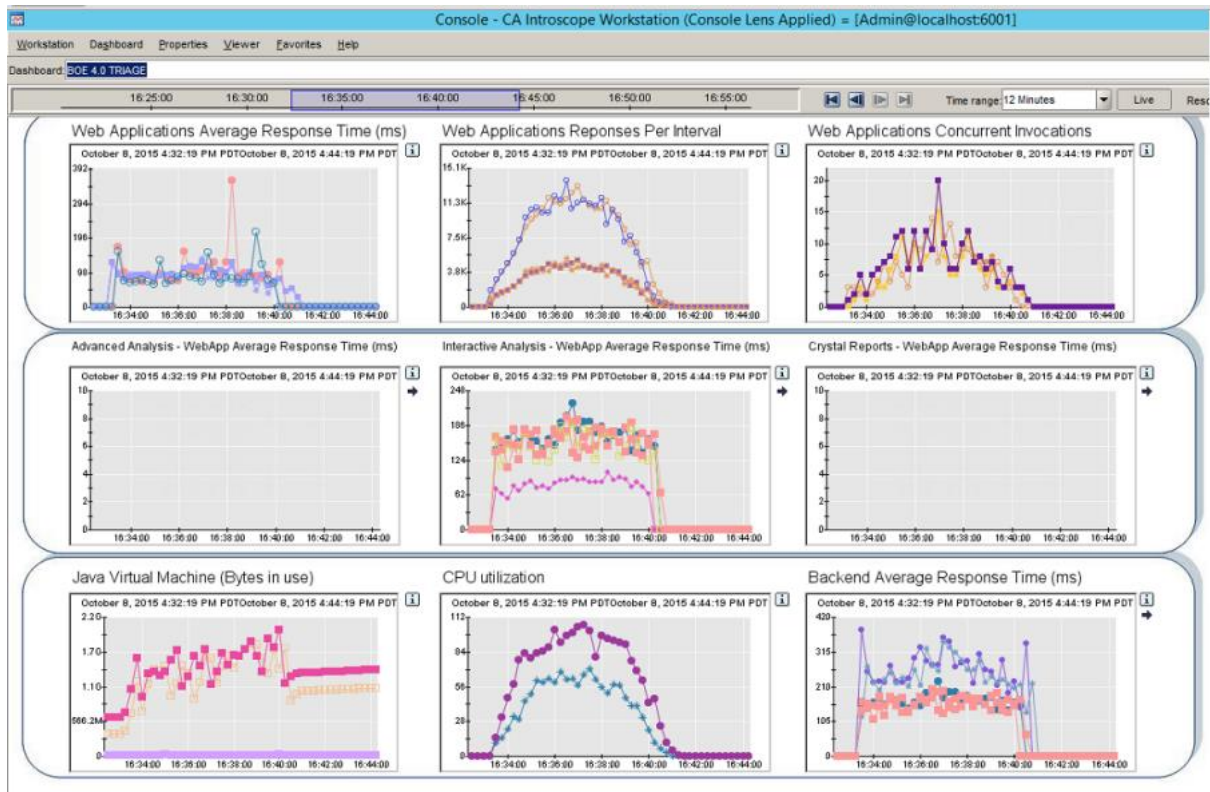 Console - CA Introscope Workstation (Console Lens Applied) = [Admin@localhost:6001]
Workstation Dashboard Properties Viewer Favorites Help
Dashboard: BOE 4.0 TRIAGE
16:25:00 16:30:00 16:35:00 16:40:00 16:45:00 16:50:00 16:55:00 Time range: 12 Minutes Live Reso
Web Applications Average Response Time (ms)
October 8, 2015 4:32:19 PM PDTOctober 8, 2015 4:44:19 PM PDT
392
294
196
98
0
16:34:00 16:36:00 16:38:00 16:40:00 16:42:00 16:44:00
Web Applications Reponses Per Interval
October 8, 2015 4:32:19 PM PDTOctober 8, 2015 4:44:19 PM PDT
15.1K
11.3K
7.5K
3.8K
0
16:34:00 16:36:00 16:38:00 16:40:00 16:42:00 16:44:00
Web Applications Concurrent Invocations
October 8, 2015 4:32:19 PM PDTOctober 8, 2015 4:44:19 PM PDT
20
15
10
5
0
16:34:00 16:36:00 16:38:00 16:40:00 16:42:00 16:44:00
Advanced Analysis - WebApp Average Response Time (ms)
October 8, 2015 4:32:19 PM PDTOctober 8, 2015 4:44:19 PM PDT
10
8
6
4
2
0
16:34:00 16:36:00 16:38:00 16:40:00 16:42:00 16:44:00
Interactive Analysis - WebApp Average Response Time (ms)
October 8, 2015 4:32:19 PM PDTOctober 8, 2015 4:44:19 PM PDT
248
186
124
62
0
16:34:00 16:36:00 16:38:00 16:40:00 16:42:00 16:44:00
Crystal Reports - WebApp Average Response Time (ms)
October 8, 2015 4:32:19 PM PDTOctober 8, 2015 4:44:19 PM PDT
10
8
6
4
2
0
16:34:00 16:36:00 16:38:00 16:40:00 16:42:00 16:44:00
Java Virtual Machine (Bytes in use)
October 8, 2015 4:32:19 PM PDTOctober 8, 2015 4:44:19 PM PDT
2.2G
1.7G
1.1G
566.2M
0
16:34:00 16:36:00 16:38:00 16:40:00 16:42:00 16:44:00
CPU utilization
October 8, 2015 4:32:19 PM PDTOctober 8, 2015 4:44:19 PM PDT
112
84
56
28
0
16:34:00 16:36:00 16:38:00 16:40:00 16:42:00 16:44:00
Backend Average Response Time (ms)
October 8, 2015 4:32:19 PM PDTOctober 8, 2015 4:44:19 PM PDT
420
315
210
105
0
16:34:00 16:36:00 16:38:00 16:40:00 16:42:00 16:44:00